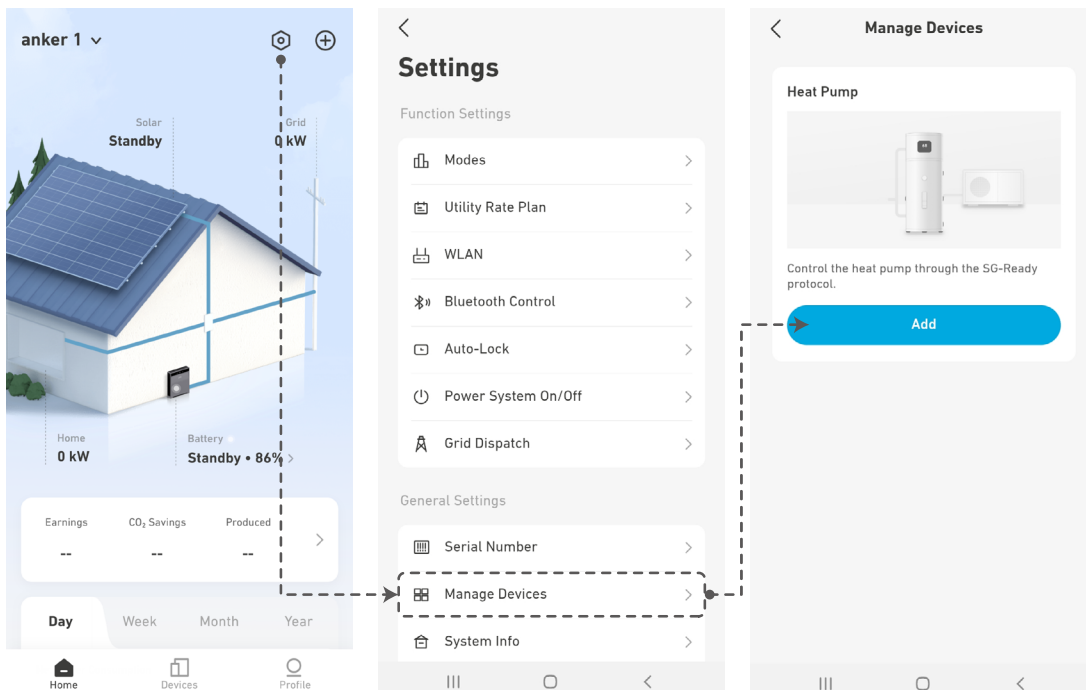 anker 1
Solar
Standby
Grid
0 kW
Home
0 kW
Battery
Standby • 86%
Earnings
CO₂ Savings
Produced
--
--
--
Day
Week
Month
Year
Home
Devices
Profile
Settings
Function Settings
Modes
Utility Rate Plan
WLAN
Bluetooth Control
Auto-Lock
Power System On/Off
Grid Dispatch
General Settings
Serial Number
Manage Devices
System Info
Manage Devices
Heat Pump
Control the heat pump through the SG-Ready
protocol.
Add